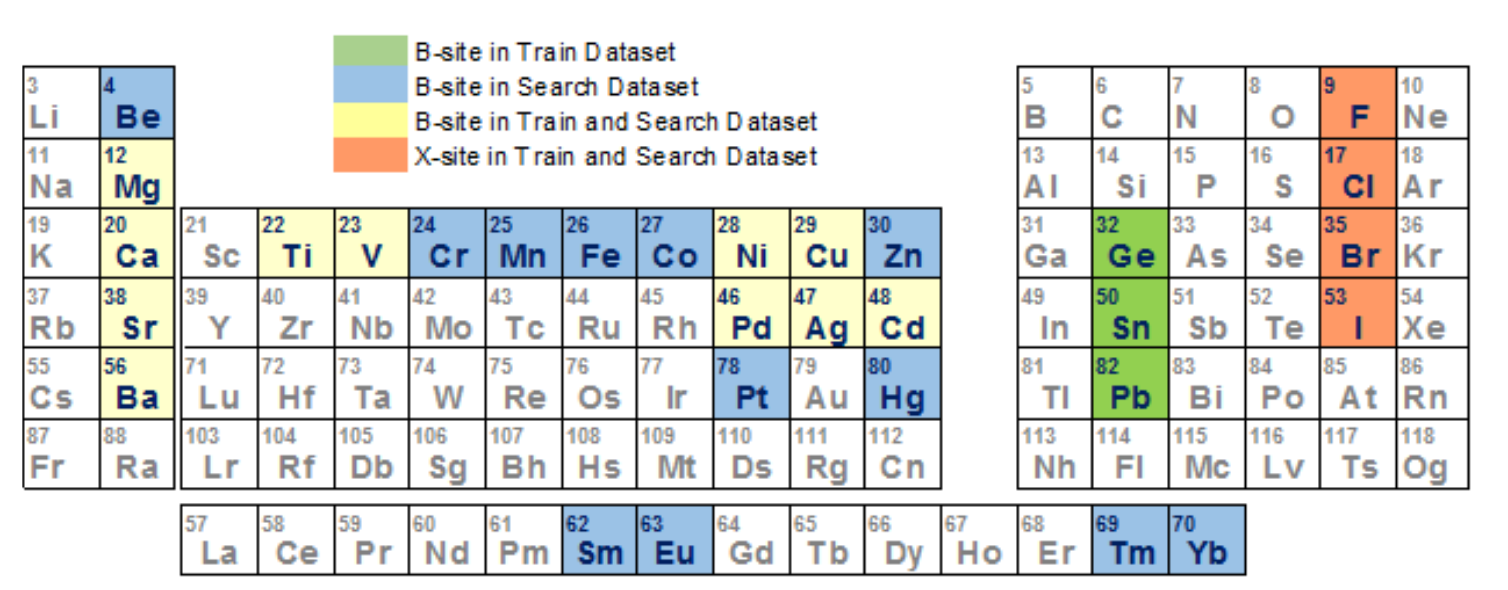 B-site in Train Dataset
B-site in Search Dataset
B-site in Train and Search Dataset
X-site in Train and Search Dataset
3 4 5 6 7 8 9 10
Li Be B C N O F Ne
11 12 13 14 15 16 17 18
Na Mg Al Si P S Cl Ar
19 20 21 22 23 24 25 26 27 28 29 30 31 32 33 34 35 36
K Ca Sc Ti V Cr Mn Fe Co Ni Cu Zn Ga Ge As Se Br Kr
37 38 39 40 41 42 43 44 45 46 47 48 49 50 51 52 53 54
Rb Sr Y Zr Nb Mo Tc Ru Rh Pd Ag Cd In Sn Sb Te I Xe
55 56 71 72 73 74 75 76 77 78 79 80 81 82 83 84 85 86
Cs Ba Lu Hf Ta W Re Os Ir Pt Au Hg Tl Pb Bi Po At Rn
87 88 103 104 105 106 107 108 109 110 111 112 113 114 115 116 117 118
Fr Ra Lr Rf Db Sg Bh Hs Mt Ds Rg Cn Nh Fl Mc Lv Ts Og
57 58 59 60 61 62 63 64 65 66 67 68 69 70
La Ce Pr Nd Pm Sm Eu Gd Tb Dy Ho Er Tm Yb